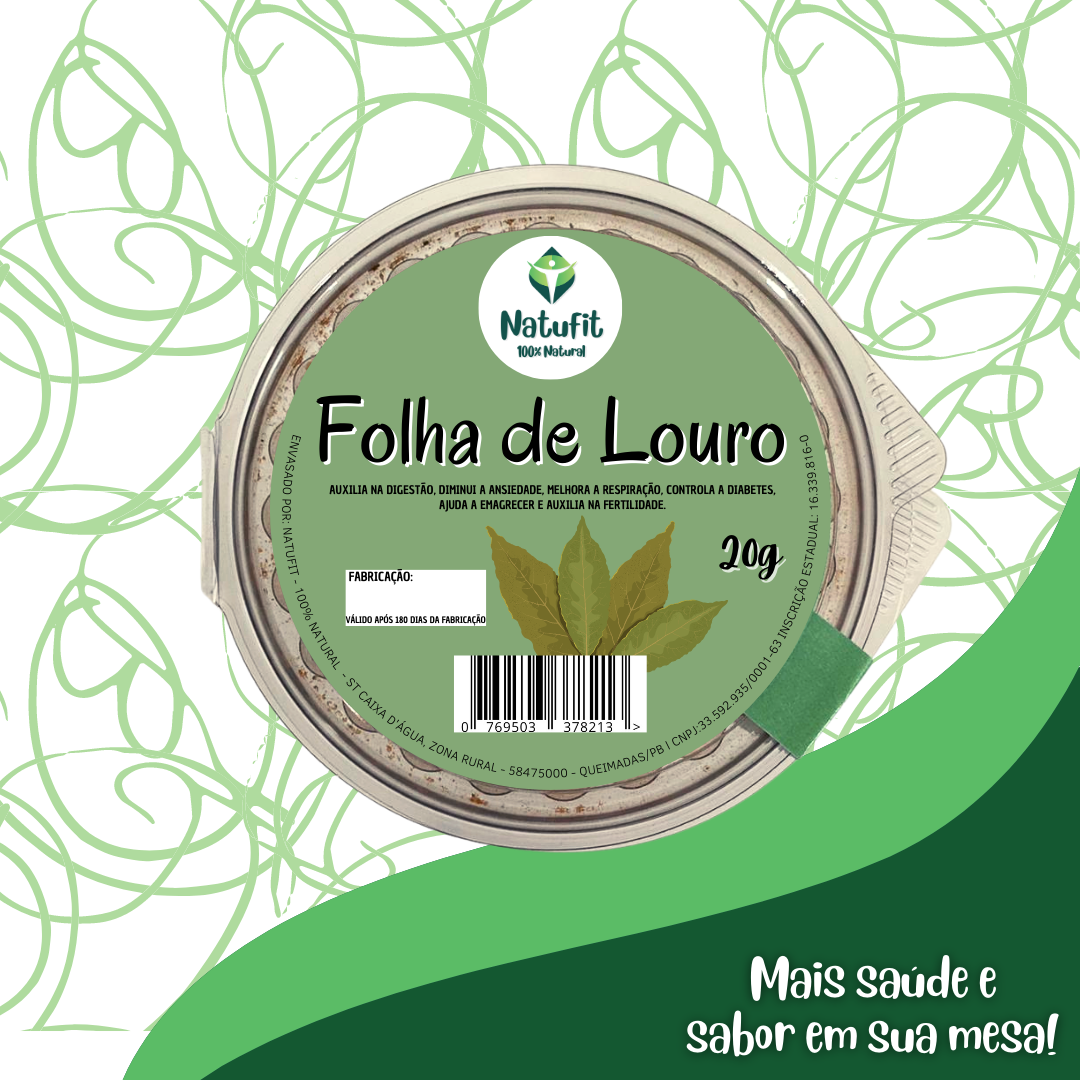 Natufit
100% Natural
Folha de Louro
AUXILIA NA DIGESTÃO, DIMINUI A ANSIEDADE, MELHORA A RESPIRAÇÃO, CONTROLA A DIABETES,
AJUDA A EMAGRECER E AUXILIA NA FERTILIDADE.
20g
FABRICAÇÃO:
VÁLIDO APÓS 180 DIAS DA FABRICAÇÃO
0 769503 378213 >
ENVASADO POR: NATUFIT - 100% NATURAL - ST CAIXA D'ÁGUA, ZONA RURAL - 58475000 - QUEIMADAS/PB | CNPJ:33.592.935/0001-63 INSCRIÇÃO ESTADUAL: 16.339.816-0
Mais saúde e
sabor em sua mesa!